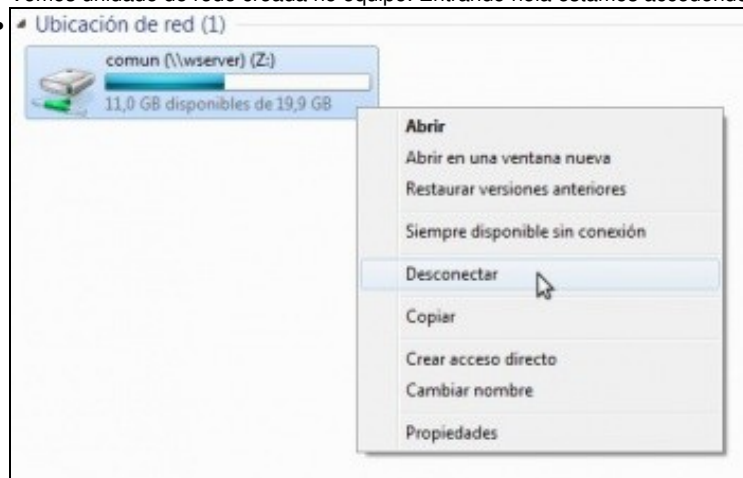 Ubicación de red (1)
comun (\\wserver) (Z:)
11,0 GB disponibles de 19,9 GB
Abrir
Abrir en una ventana nueva
Restaurar versiones anteriores
Siempre disponible sin conexión
Desconectar
Copiar
Crear acceso directo
Cambiar nombre
Propiedades